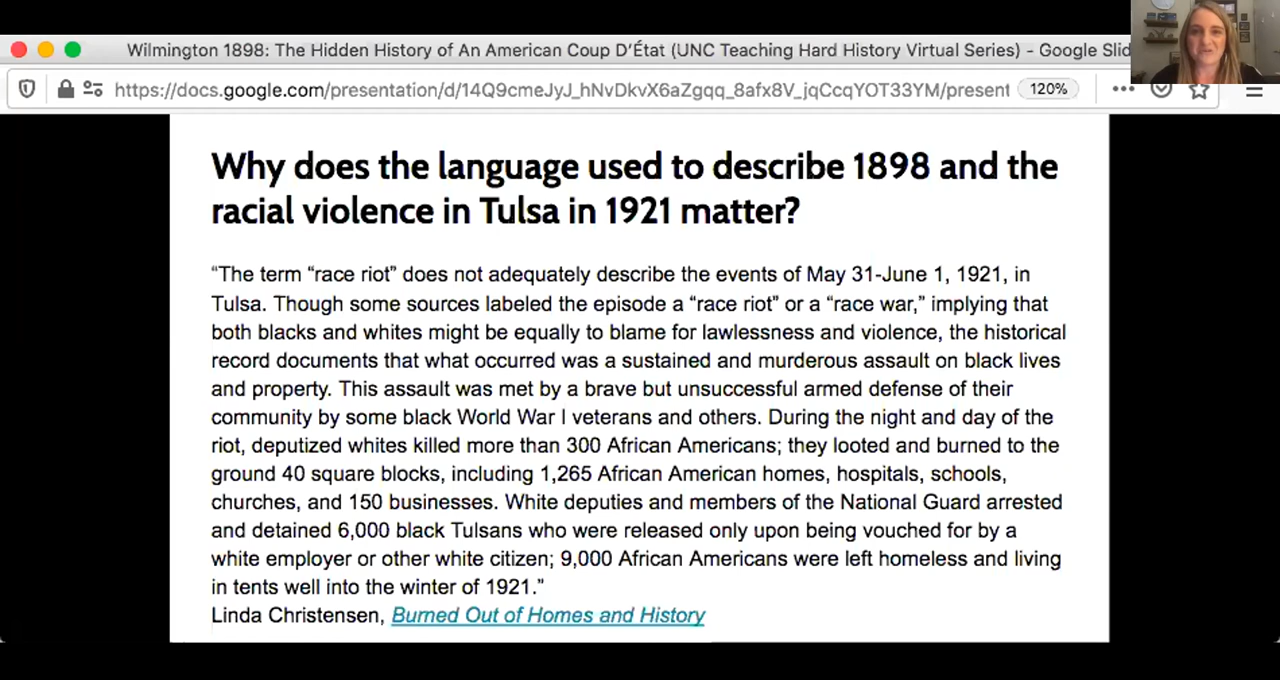 Wilmington 1898: The Hidden History of An American Coup D’État (UNC Teaching Hard History Virtual Series) - Google Slid
https://docs.google.com/presentation/d/14Q9cmeJyJ_hNvDkvX6aZgqq_8afx8V_jqCcqYOT33YM/present 120%
Why does the language used to describe 1898 and the
racial violence in Tulsa in 1921 matter?
“The term “race riot” does not adequately describe the events of May 31-June 1, 1921, in
Tulsa. Though some sources labeled the episode a “race riot” or a “race war,” implying that
both blacks and whites might be equally to blame for lawlessness and violence, the historical
record documents that what occurred was a sustained and murderous assault on black lives
and property. This assault was met by a brave but unsuccessful armed defense of their
community by some black World War I veterans and others. During the night and day of the
riot, deputized whites killed more than 300 African Americans; they looted and burned to the
ground 40 square blocks, including 1,265 African American homes, hospitals, schools,
churches, and 150 businesses. White deputies and members of the National Guard arrested
and detained 6,000 black Tulsans who were released only upon being vouched for by a
white employer or other white citizen; 9,000 African Americans were left homeless and living
in tents well into the winter of 1921.”
Linda Christensen, Burned Out of Homes and History